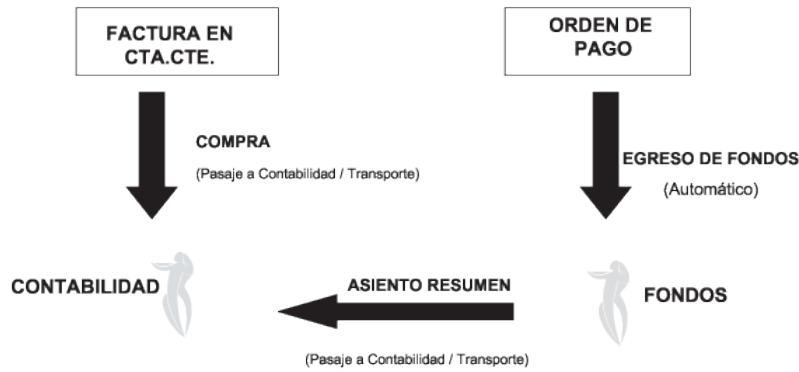 FACTURA EN
CTA.CTE.
ORDEN DE
PAGO
COMPRA
(Pasaje a Contabilidad / Transporte)
EGRESO DE FONDOS
(Automático)
CONTABILIDAD
ASIENTO RESUMEN
FONDOS
(Pasaje a Contabilidad / Transporte)